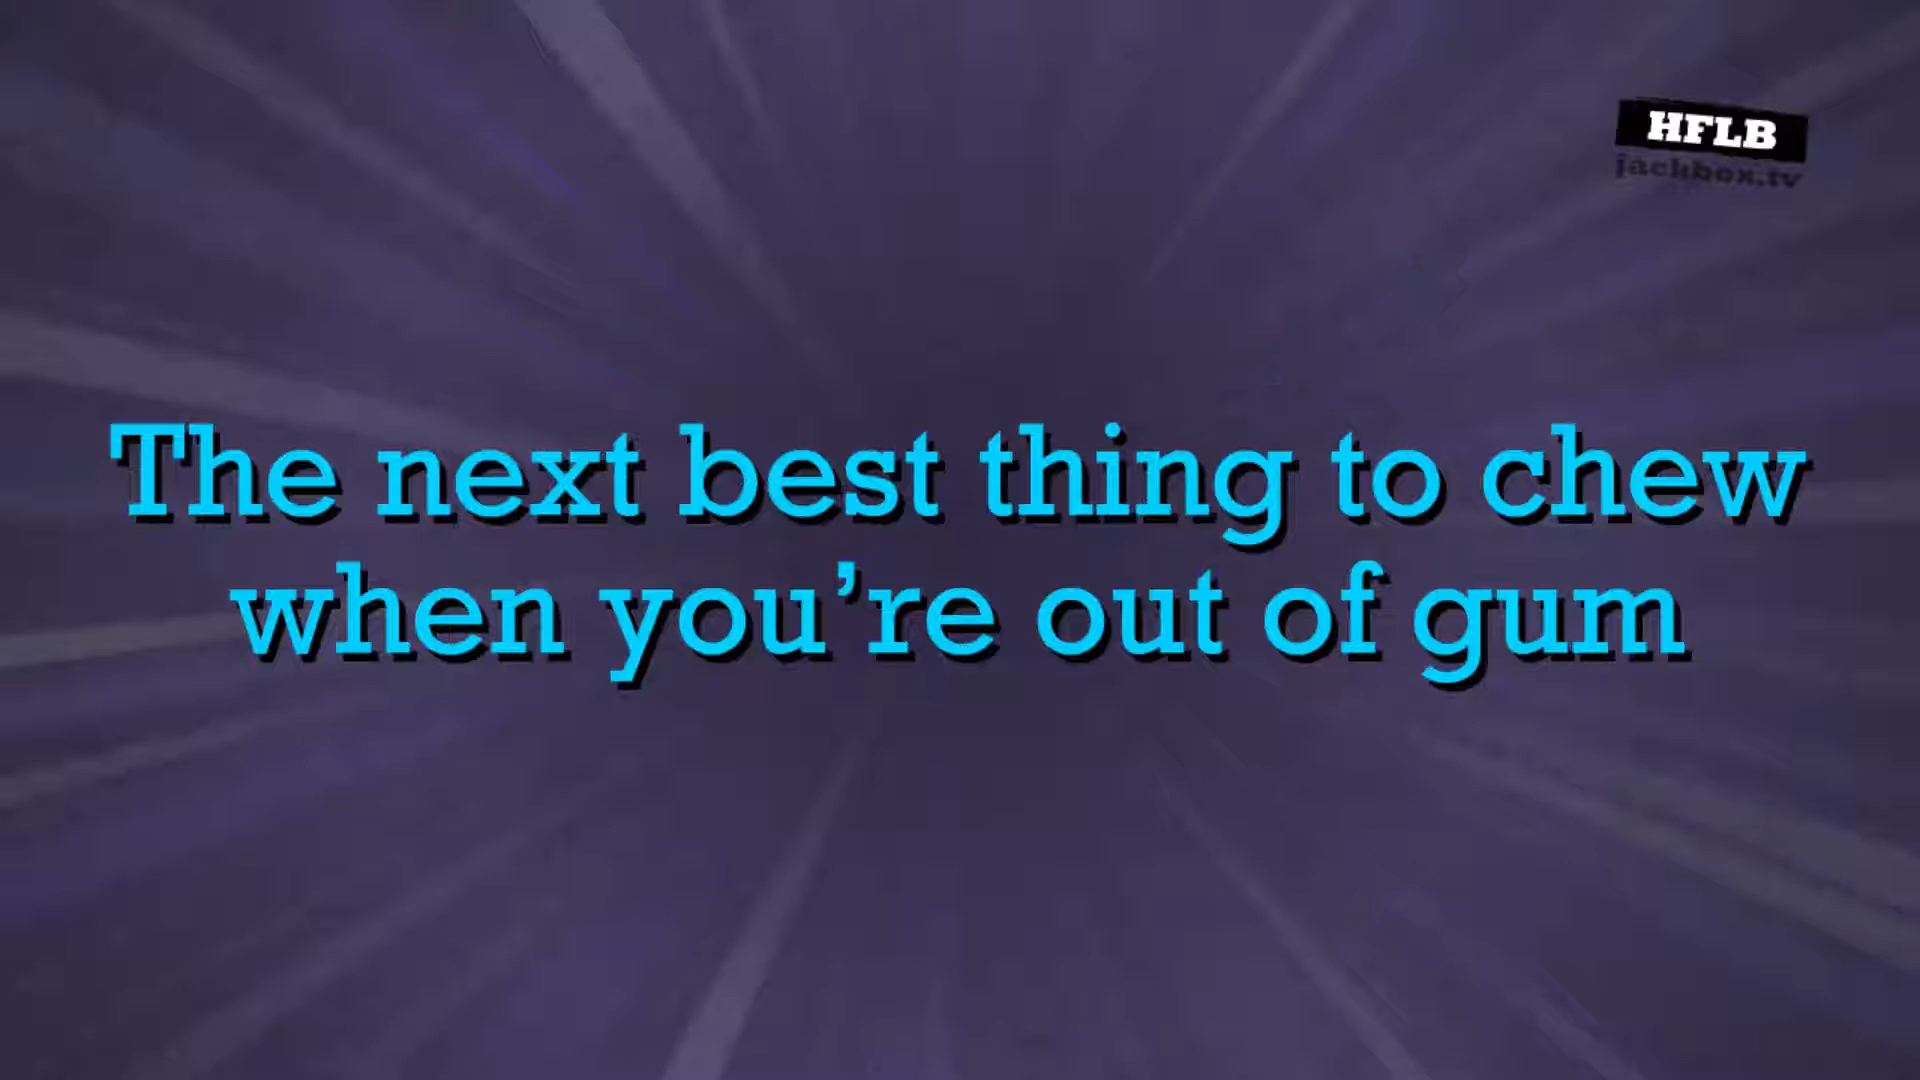 HFLB
jackbox.tv
The next best thing to chew
when you’re out of gum